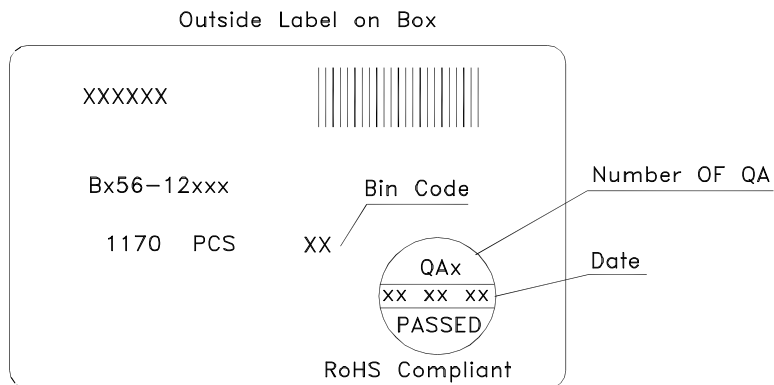 Outside Label on Box
XXXXXX
Bx56-12xxx
Bin Code
Number OF QA
1170 PCS
XX
QAx
Date
xx xx xx
PASSED
RoHS Compliant